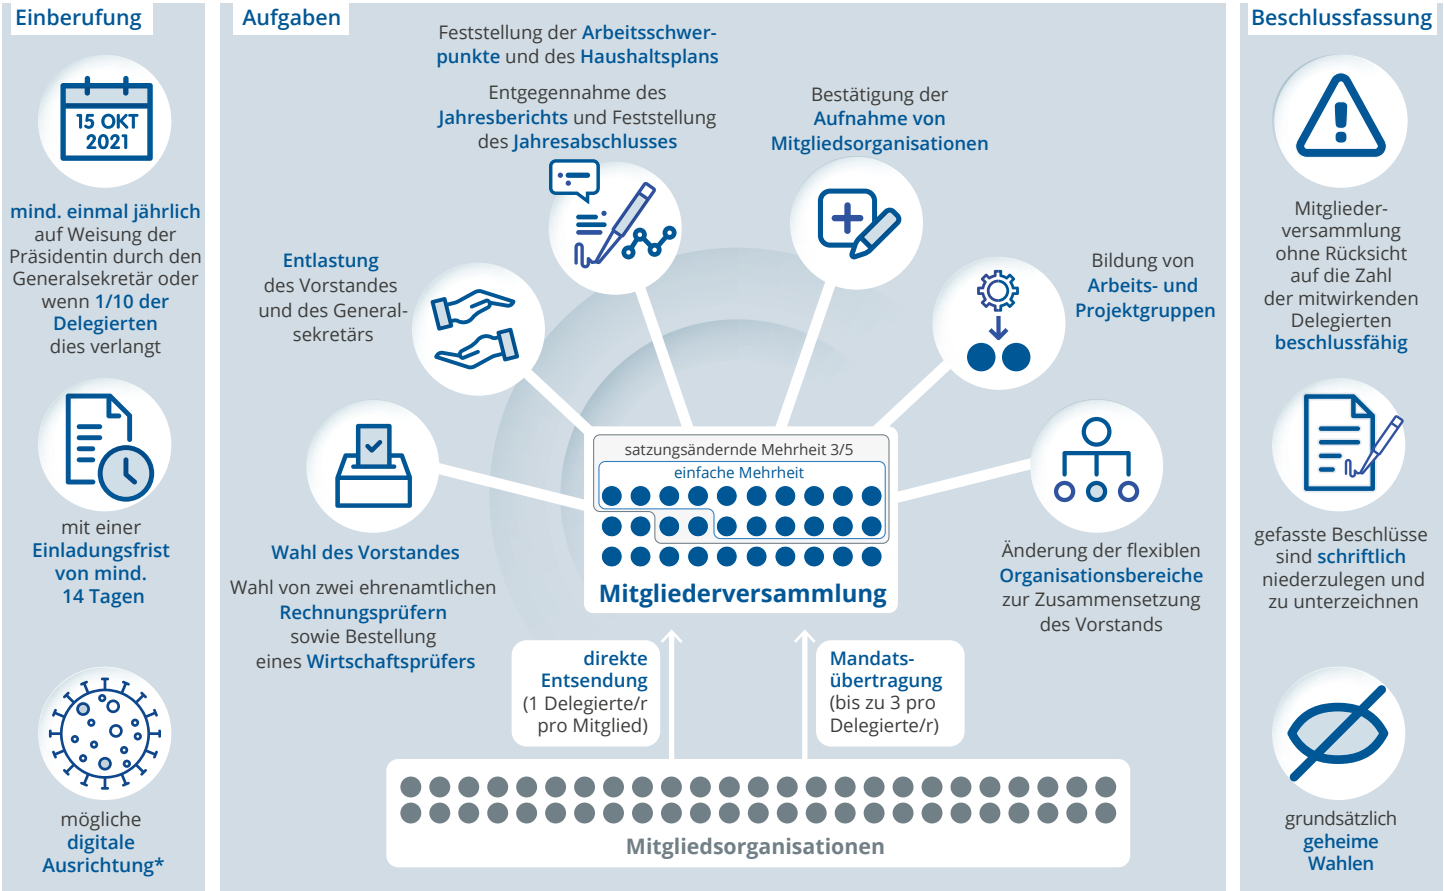 Einberufung
15 OKT
2021
mind. einmal jährlich
auf Weisung der
Präsidentin durch den
Generalsekretär oder
wenn 1/10 der
Delegierten
dies verlangt
mit einer
Einladungsfrist
von mind.
14 Tagen
mögliche
digitale
Ausrichtung*
Aufgaben
Feststellung der Arbeitsschwer-
punkte und des Haushaltsplans
Entgegennahme des
Jahresberichts und Feststellung
des Jahresabschlusses
Bestätigung der
Aufnahme von
Mitgliedsorganisationen
Entlastung
des Vorstandes
und des General-
sekretärs
Bildung von
Arbeits- und
Projektgruppen
Wahl des Vorstandes
Wahl von zwei ehrenamtlichen
Rechnungsprüfern
sowie Bestellung
eines Wirtschaftsprüfers
satzungsändernde Mehrheit 3/5
einfache Mehrheit
Mitgliederversammlung
Änderung der flexiblen
Organisationsbereiche
zur Zusammensetzung
des Vorstands
direkte
Entsendung
(1 Delegierte/r
pro Mitglied)
Mandats-
übertragung
(bis zu 3 pro
Delegierte/r)
Mitgliedsorganisationen
Beschlussfassung
Mitglieder-
versammlung
ohne Rücksicht
auf die Zahl
der mitwirkenden
Delegierten
beschlussfähig
gefasste Beschlüsse
sind schriftlich
niederzulegen und
zu unterzeichnen
grundsätzlich
geheime
Wahlen